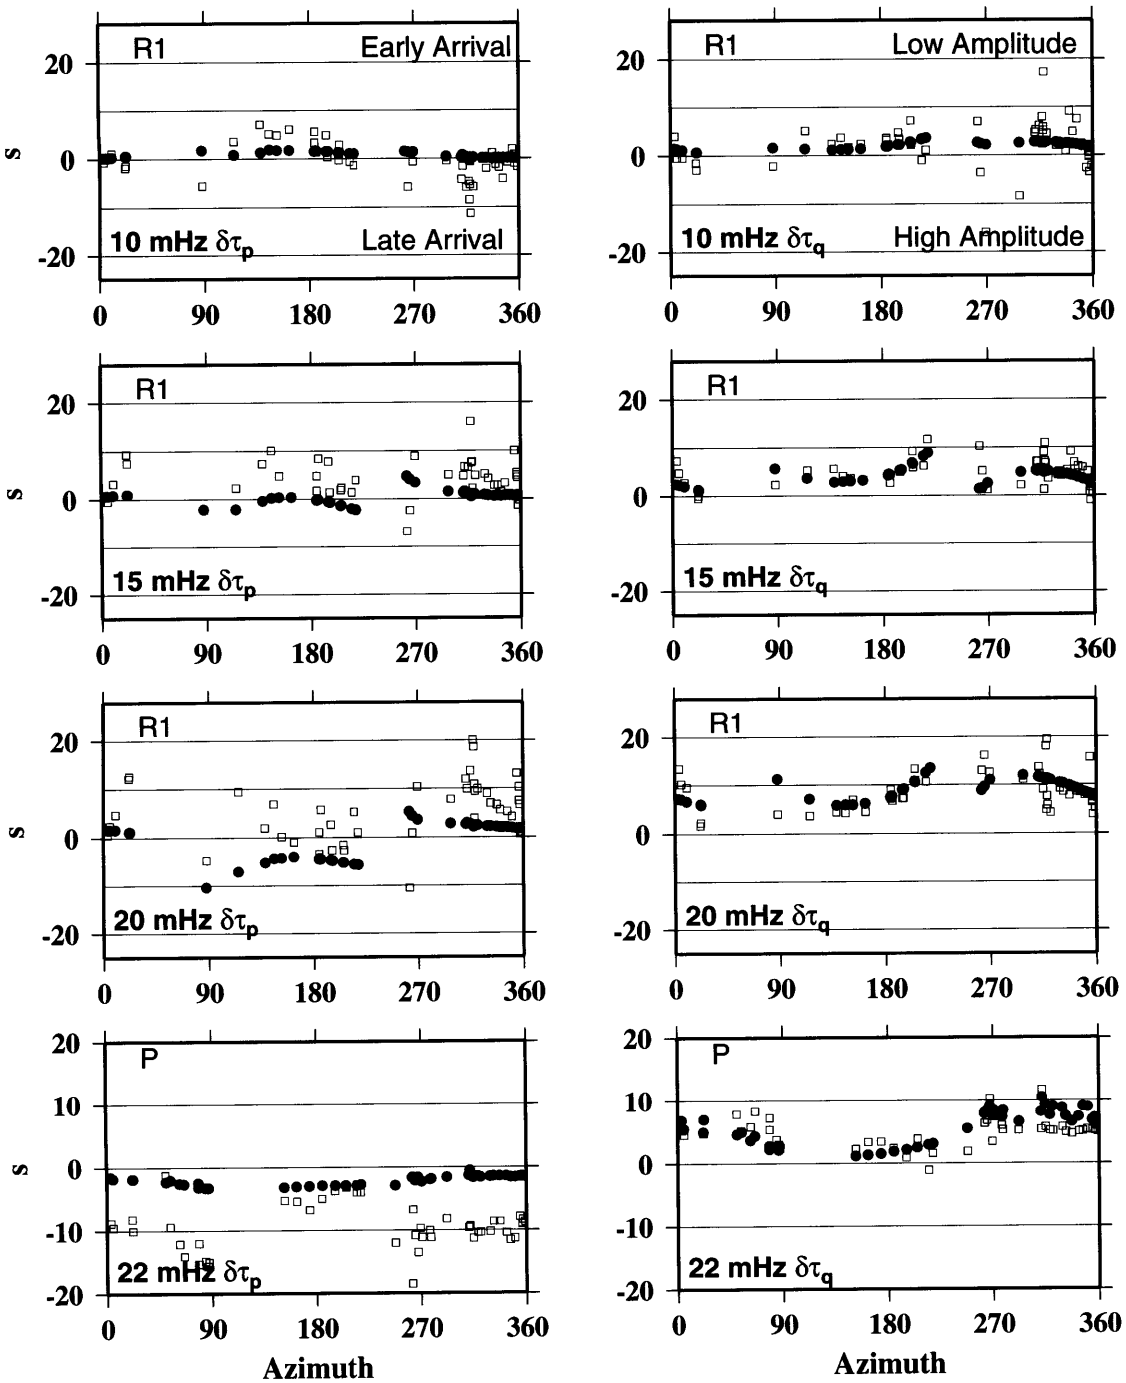 R1 Early Arrival
20
s
0
10 mHz δτp Late Arrival
-20
0 90 180 270 360
R1 Low Amplitude
20
0
10 mHz δτq High Amplitude
-20
0 90 180 270 360
R1
20
s
0
15 mHz δτp
-20
0 90 180 270 360
R1
20
0
15 mHz δτq
-20
0 90 180 270 360
R1
20
s
0
20 mHz δτp
-20
0 90 180 270 360
R1
20
0
20 mHz δτq
-20
0 90 180 270 360
20
P
10
s
0
-10
22 mHz δτp
-20
0 90 180 270 360
Azimuth
20
P
10
0
-10
22 mHz δτq
-20
0 90 180 270 360
Azimuth